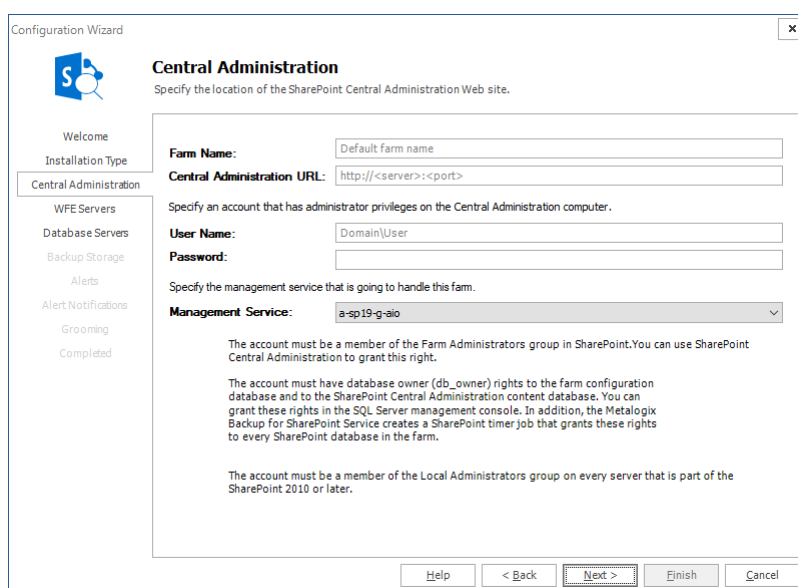 Configuration Wizard
Central Administration
Specify the location of the SharePoint Central Administration Web site.
Welcome
Installation Type
Central Administration
WFE Servers
Database Servers
Backup Storage
Alerts
Alert Notifications
Grooming
Completed
Farm Name: Default farm name
Central Administration URL: http://<server>:<port>
Specify an account that has administrator privileges on the Central Administration computer.
User Name: Domain\User
Password:
Specify the management service that is going to handle this farm.
Management Service: a-sp19-g-aio
The account must be a member of the Farm Administrators group in SharePoint.You can use SharePoint
Central Administration to grant this right.
The account must have database owner (db_owner) rights to the farm configuration
database and to the SharePoint Central Administration content database. You can
grant these rights in the SQL Server management console. In addition, the Metalogix
Backup for SharePoint Service creates a SharePoint timer job that grants these rights
to every SharePoint database in the farm.
The account must be a member of the Local Administrators group on every server that is part of the
SharePoint 2010 or later.
Help < Back Next > Finish Cancel